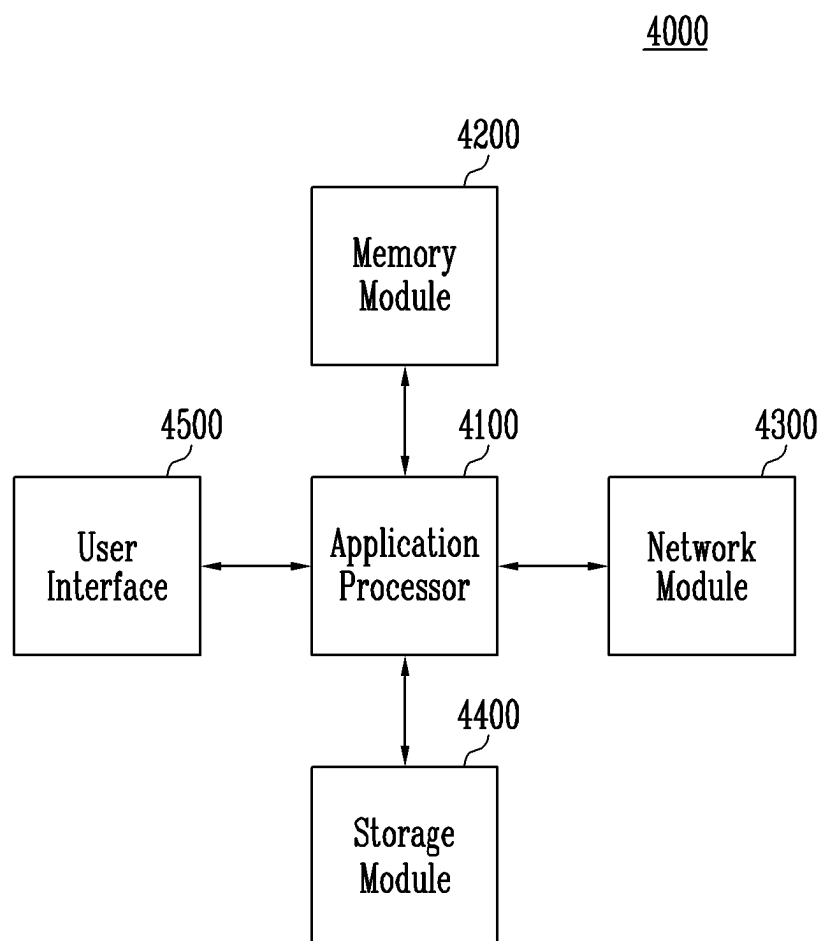 4000
4200
Memory
Module
4500
4100
4300
User
Interface
Application
Processor
Network
Module
4400
Storage
Module